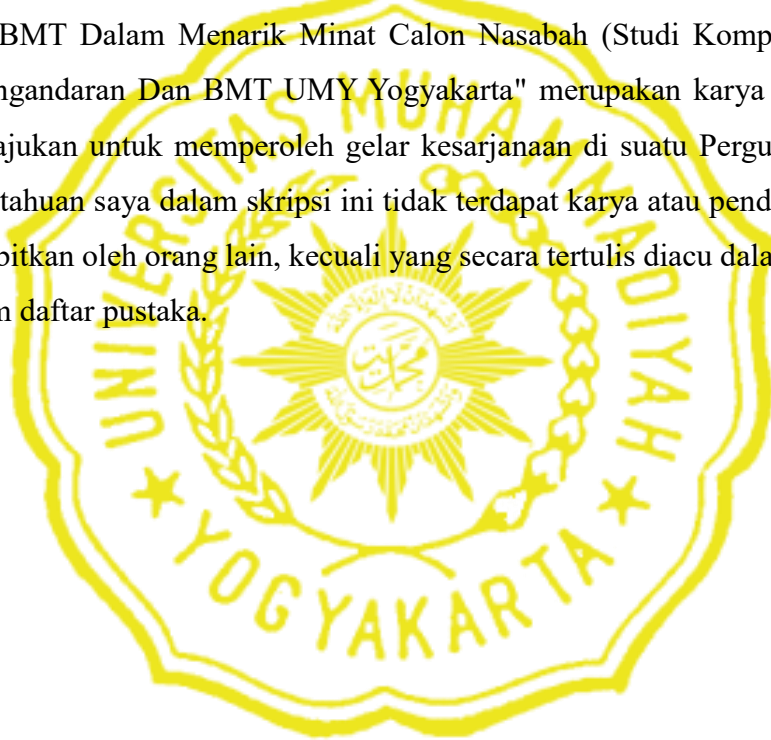 BMT Dalam Menarik Minat Calon Nasabah (Studi Komp
ngandaran Dan BMT UMY Yogyakarta" merupakan karya
ajukan untuk memperoleh gelar kesarjanaan di suatu Pergu
tahuan saya dalam skripsi ini tidak terdapat karya atau pend
bitkan oleh orang lain, kecuali yang secara tertulis diacu dala
n daftar pustaka.
UNIVERSITAS MUHAMMADIYAH
YOGYAKARTA